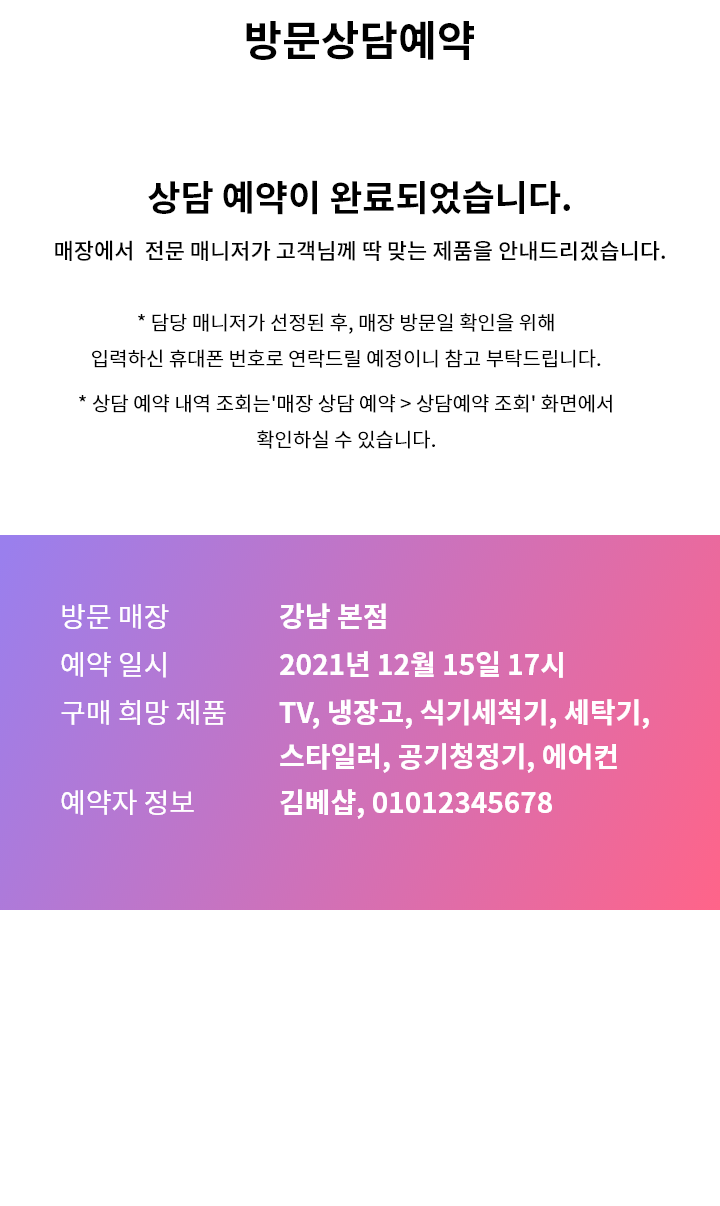 방문상담예약
상담 예약이 완료되었습니다.
매장에서  전문 매니저가 고객님께 딱 맞는 제품을 안내드리겠습니다.
* 담당 매니저가 선정된 후, 매장 방문일 확인을 위해
입력하신 휴대폰 번호로 연락드릴 예정이니 참고 부탁드립니다.
* 상담 예약 내역 조회는'매장 상담 예약 > 상담예약 조회' 화면에서
확인하실 수 있습니다.
방문 매장 강남 본점
예약 일시 2021년 12월 15일 17시
구매 희망 제품 TV, 냉장고, 식기세척기, 세탁기,
스타일러, 공기청정기, 에어컨
예약자 정보 김베샵, 01012345678